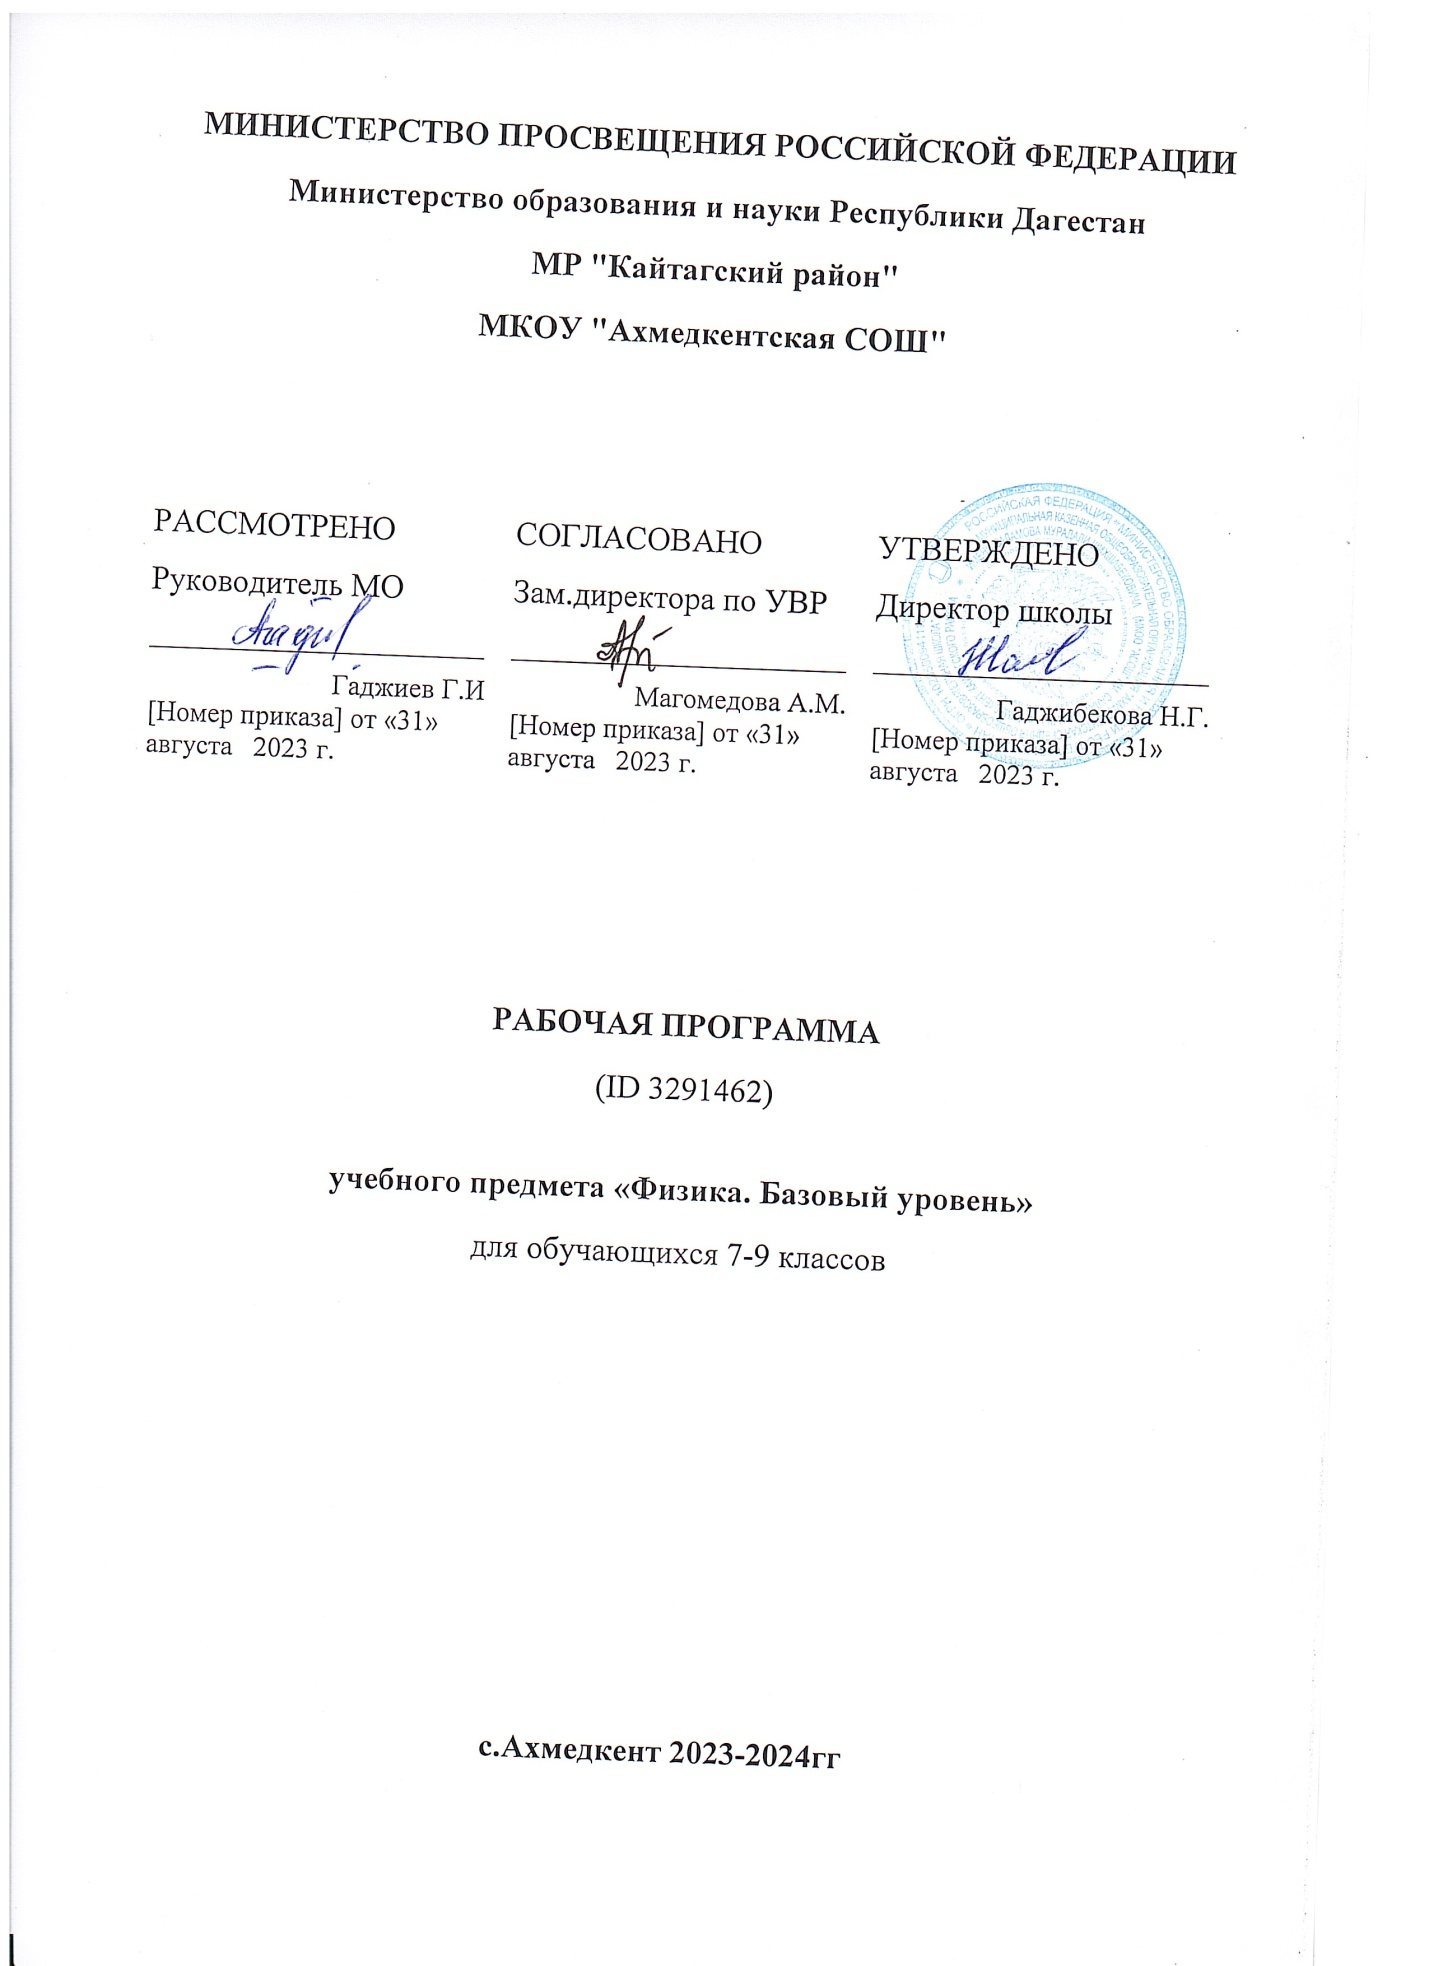 МИНИСТЕРСТВО ПРОСВЕЩЕНИЯ РОССИЙСКОЙ ФЕДЕРАЦИИ
Министерство образования и науки Республики Дагестан
МР "Кайтагский район"
МКОУ "Ахмедкентская СОШ"
РАССМОТРЕНО
Руководитель МО
Гаджиев Г.И
[Номер приказа] от «31»
августа 2023 г.
СОГЛАСОВАНО
Зам.директора по УВР
Магомедова А.М.
[Номер приказа] от «31»
августа 2023 г.
УТВЕРЖДЕНО
Директор школы
Гаджибекова Н.Г.
[Номер приказа] от «31»
августа 2023 г.
РОССИЙСКАЯ ФЕДЕРАЦИЯ
РАБОЧАЯ ПРОГРАММА
(ID 3291462)
учебного предмета «Физика. Базовый уровень»
для обучающихся 7-9 классов
с.Ахмедкент 2023-2024гг